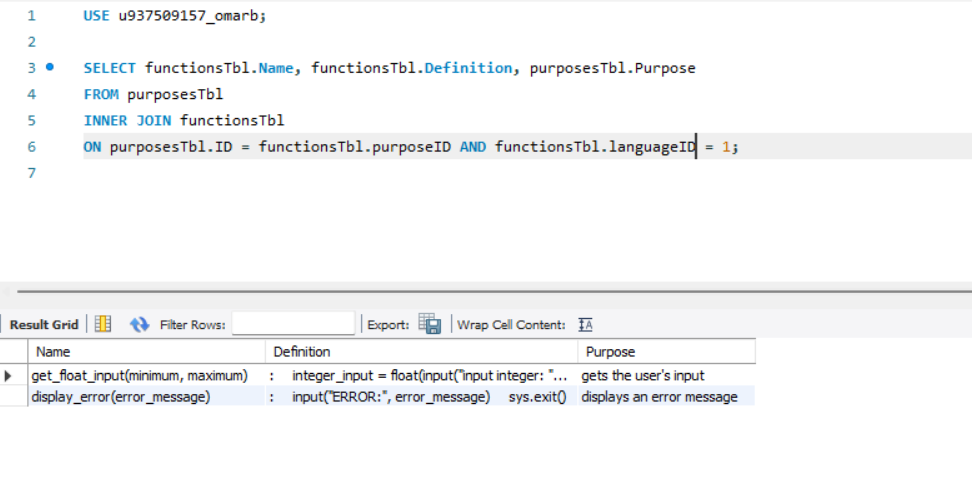 1 USE u937509157_omarb;
2
3 SELECT functionsTbl.Name, functionsTbl.Definition, purposesTbl.Purpose
4 FROM purposesTbl
5 INNER JOIN functionsTbl
6 ON purposesTbl.ID = functionsTbl.purposeID AND functionsTbl.languageID = 1;
7
Result Grid Filter Rows: Export: Wrap Cell Content: IA
Name Definition Purpose
get_float_input(minimum, maximum) : integer_input = float(input("input integer: "... gets the user's input
display_error(error_message) : input("ERROR:", error_message) sys.exit() displays an error message